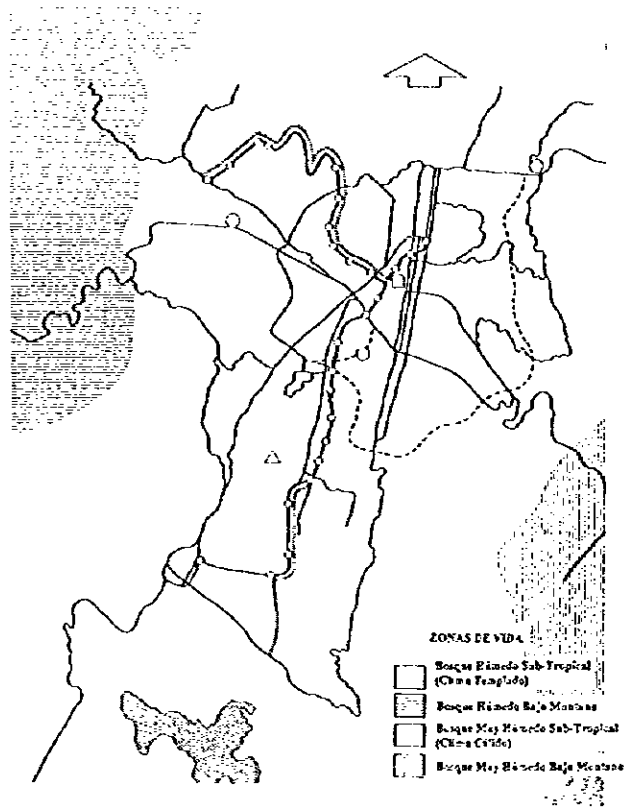 ZONAS DE VIDA
Bosque Húmedo Sub-Tropical
(Clima Templado)
Bosque Húmedo Bajo Montano
Bosque Muy Húmedo Sub-Tropical
(Clima Cálido)
Bosque Muy Húmedo Bajo Montano